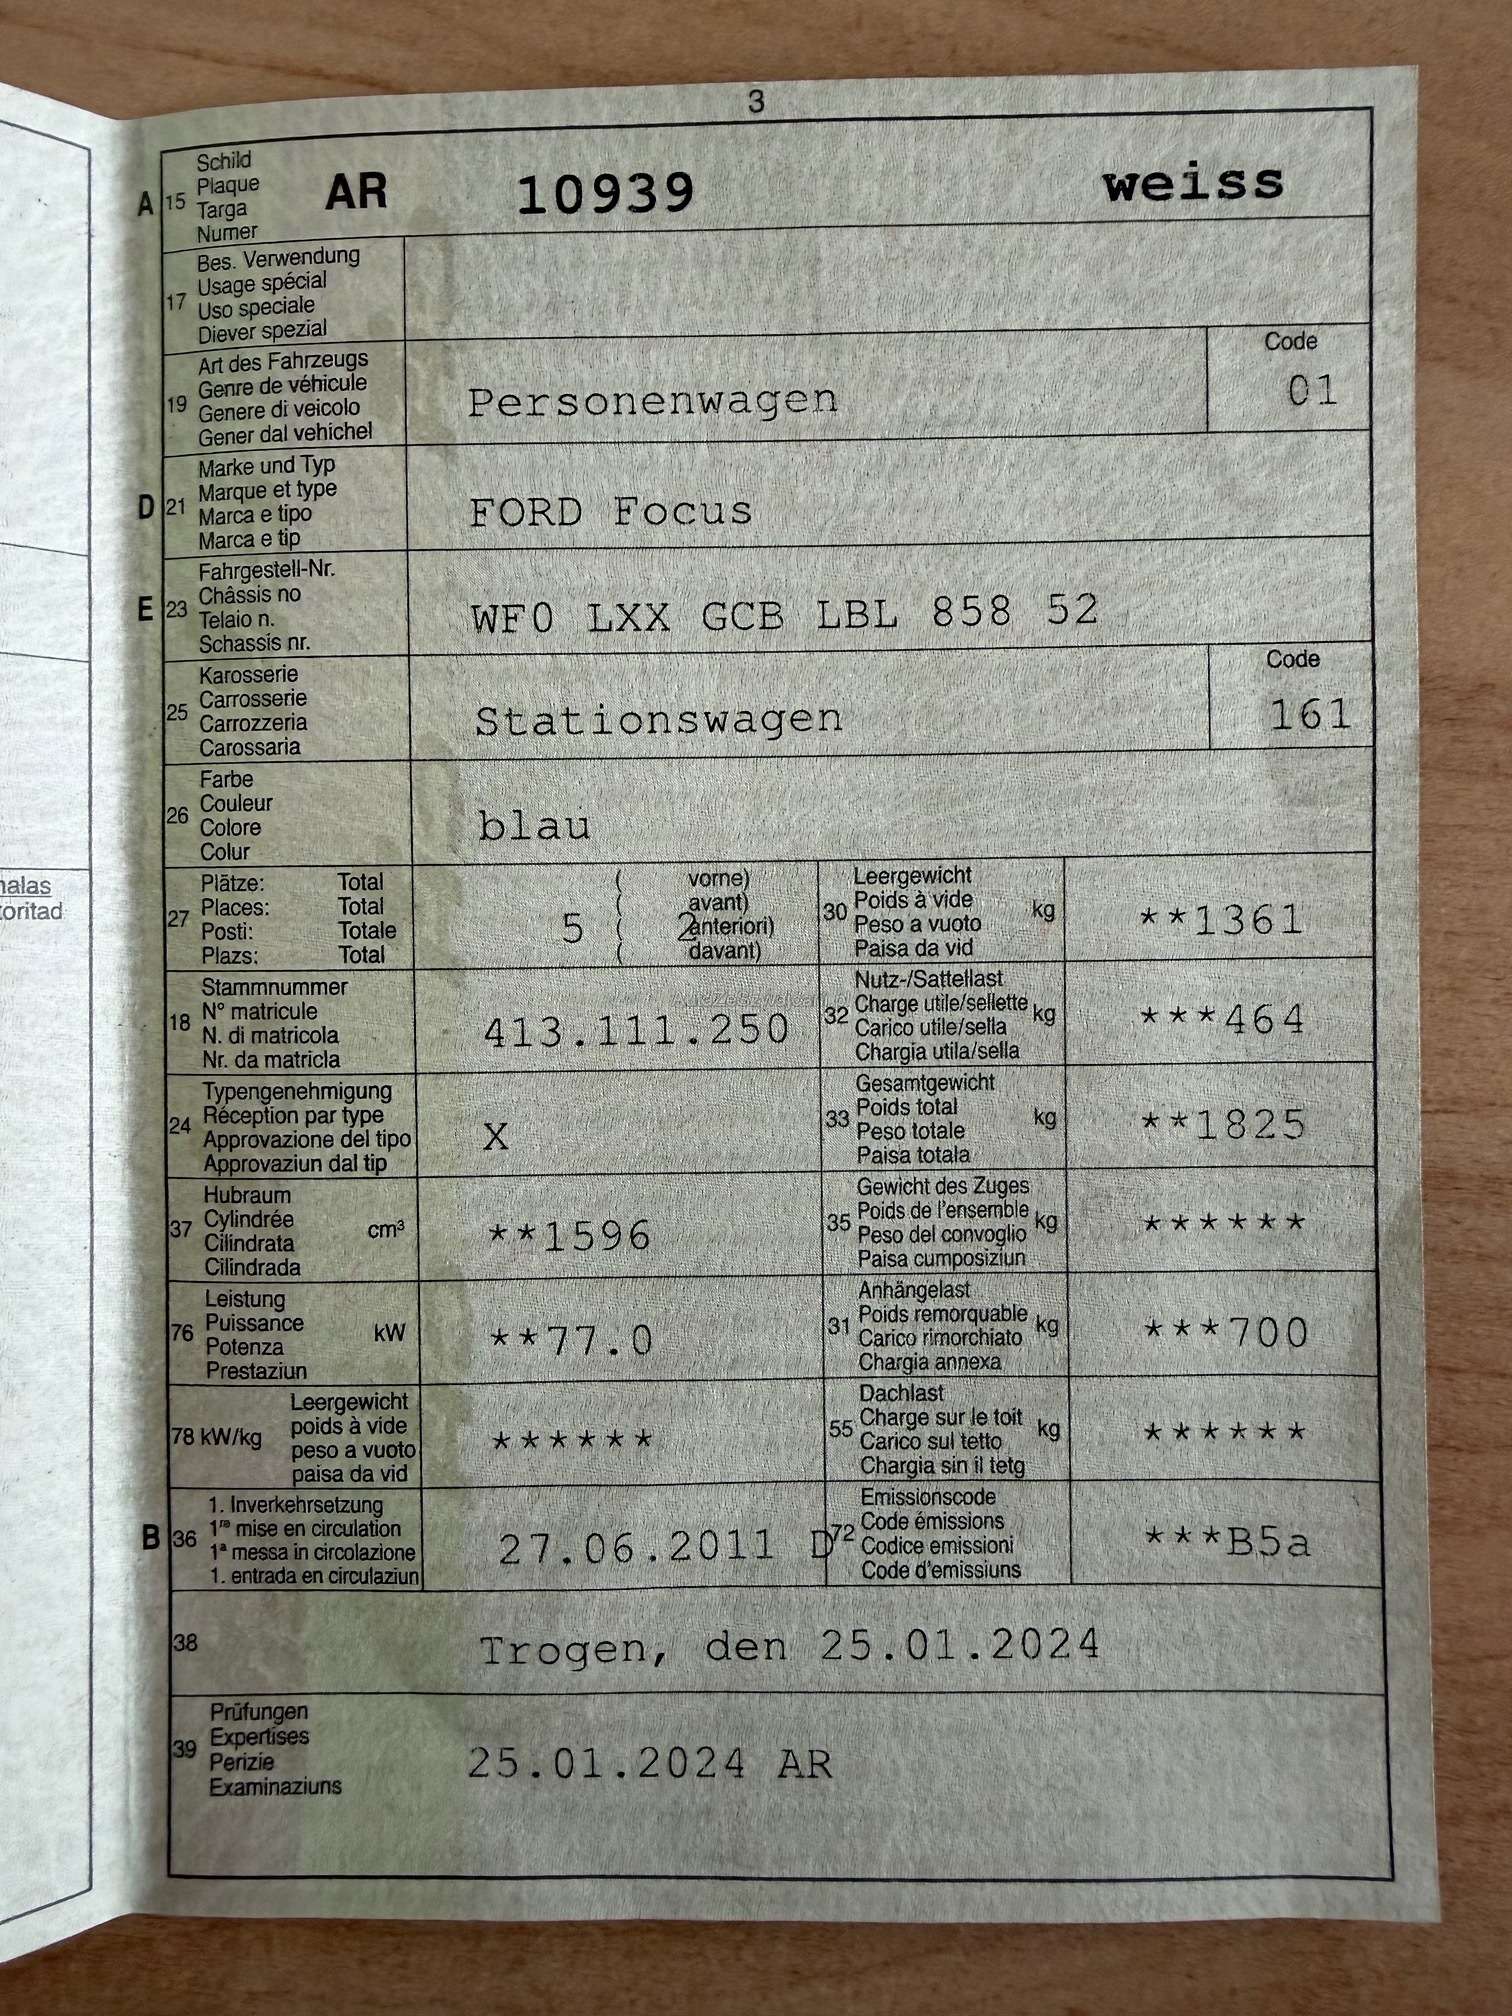 3
A 15 Schild Plaque Targa Numer AR 10939 weiss
17 Bes. Verwendung
Usage spécial
Uso speciale
Diever spezial
19 Art des Fahrzeugs
Genre de véhicule
Genere di veicolo
Gener dal vehichel
Personenwagen
Code
01
D 21 Marke und Typ
Marque et type
Marca e tipo
Marca e tip
FORD Focus
E 23 Fahrgestell-Nr.
Châssis no
Telaio n.
Schassis nr.
WF0 LXX GCB LBL 858 52
25 Karosserie
Carrosserie
Carrozzeria
Carossaria
Stationswagen
Code
161
26 Farbe
Couleur
Colore
Colur
blau
malas
toritad
27 Plätze: Total
Places: Total
Posti: Totale
Plazs: Total
5 ( vorne)
( avant)
( 2 anteriori)
( davant)
30 Leergewicht
Poids à vide
Peso a vuoto
Paisa da vid
kg
**1361
18 Stammnummer
N° matricule
N. di matricola
Nr. da matricla
413.111.250
32 Nutz-/Sattellast
Charge utile/sellette
Carico utile/sella
Chargia utila/sella
kg
***464
24 Typengenehmigung
Réception par type
Approvazione del tipo
Approvaziun dal tip
X
33 Gesamtgewicht
Poids total
Peso totale
Paisa totala
kg
**1825
37 Hubraum
Cylindrée
Cilindrata
Cilindrada
cm³
**1596
35 Gewicht des Zuges
Poids de l'ensemble
Peso del convoglio
Paisa cumposiziun
kg
******
76 Leistung
Puissance
Potenza
Prestaziun
kW
**77.0
31 Anhängelast
Poids remorquable
Carico rimorchiato
Chargia annexa
kg
***700
78 kW/kg Leergewicht
poids à vide
peso a vuoto
paisa da vid
******
55 Dachlast
Charge sur le toit
Carico sul tetto
Chargia sin il tetg
kg
******
B 36 1. Inverkehrsetzung
1re mise en circulation
1a messa in circolazione
1. entrada en circulaziun
27.06.2011 D
72 Emissionscode
Code émissions
Codice emissioni
Code d'emissiuns
***B5a
38 Trogen, den 25.01.2024
39 Prüfungen
Expertises
Perizie
Examinaziuns
25.01.2024 AR